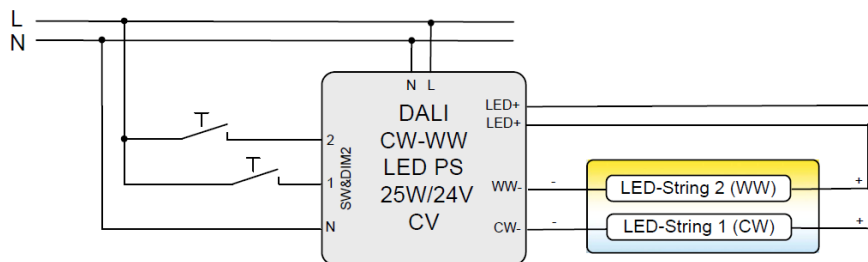 L
N
N L
DALI
CW-WW
LED PS
25W/24V
CV
LED+
LED+
T
T
2
1
N
SW&DIM2
WW-
CW-
- LED-String 2 (WW) +
- LED-String 1 (CW) +